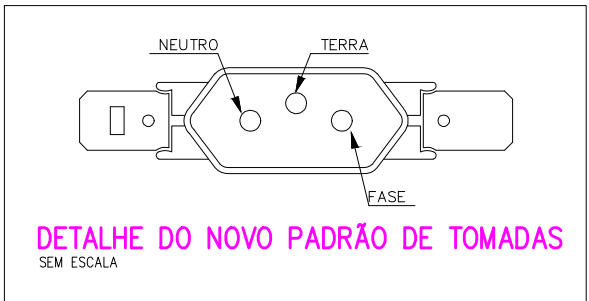 NEUTRO
TERRA
FASE
DETALHE DO NOVO PADRÃO DE TOMADAS
SEM ESCALA